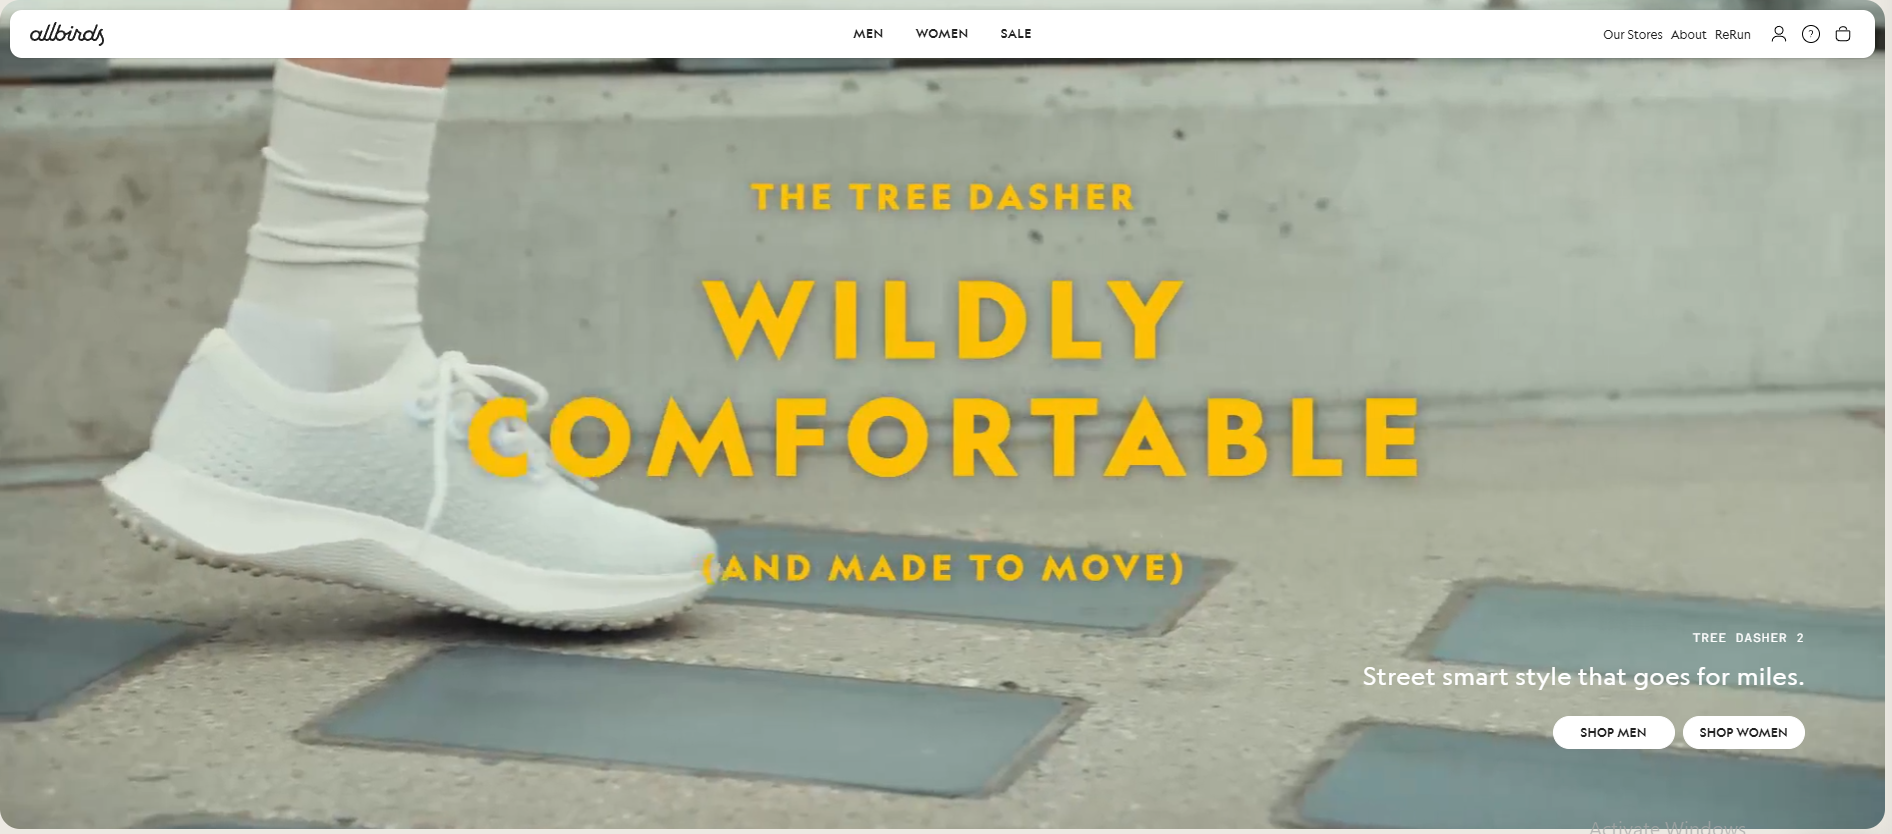 allbirds
MEN WOMEN SALE
Our Stores About ReRun
?
THE TREE DASHER
WILDLY
COMFORTABLE
(AND MADE TO MOVE)
TREE DASHER 2
Street smart style that goes for miles.
SHOP MEN SHOP WOMEN
Activate Windows